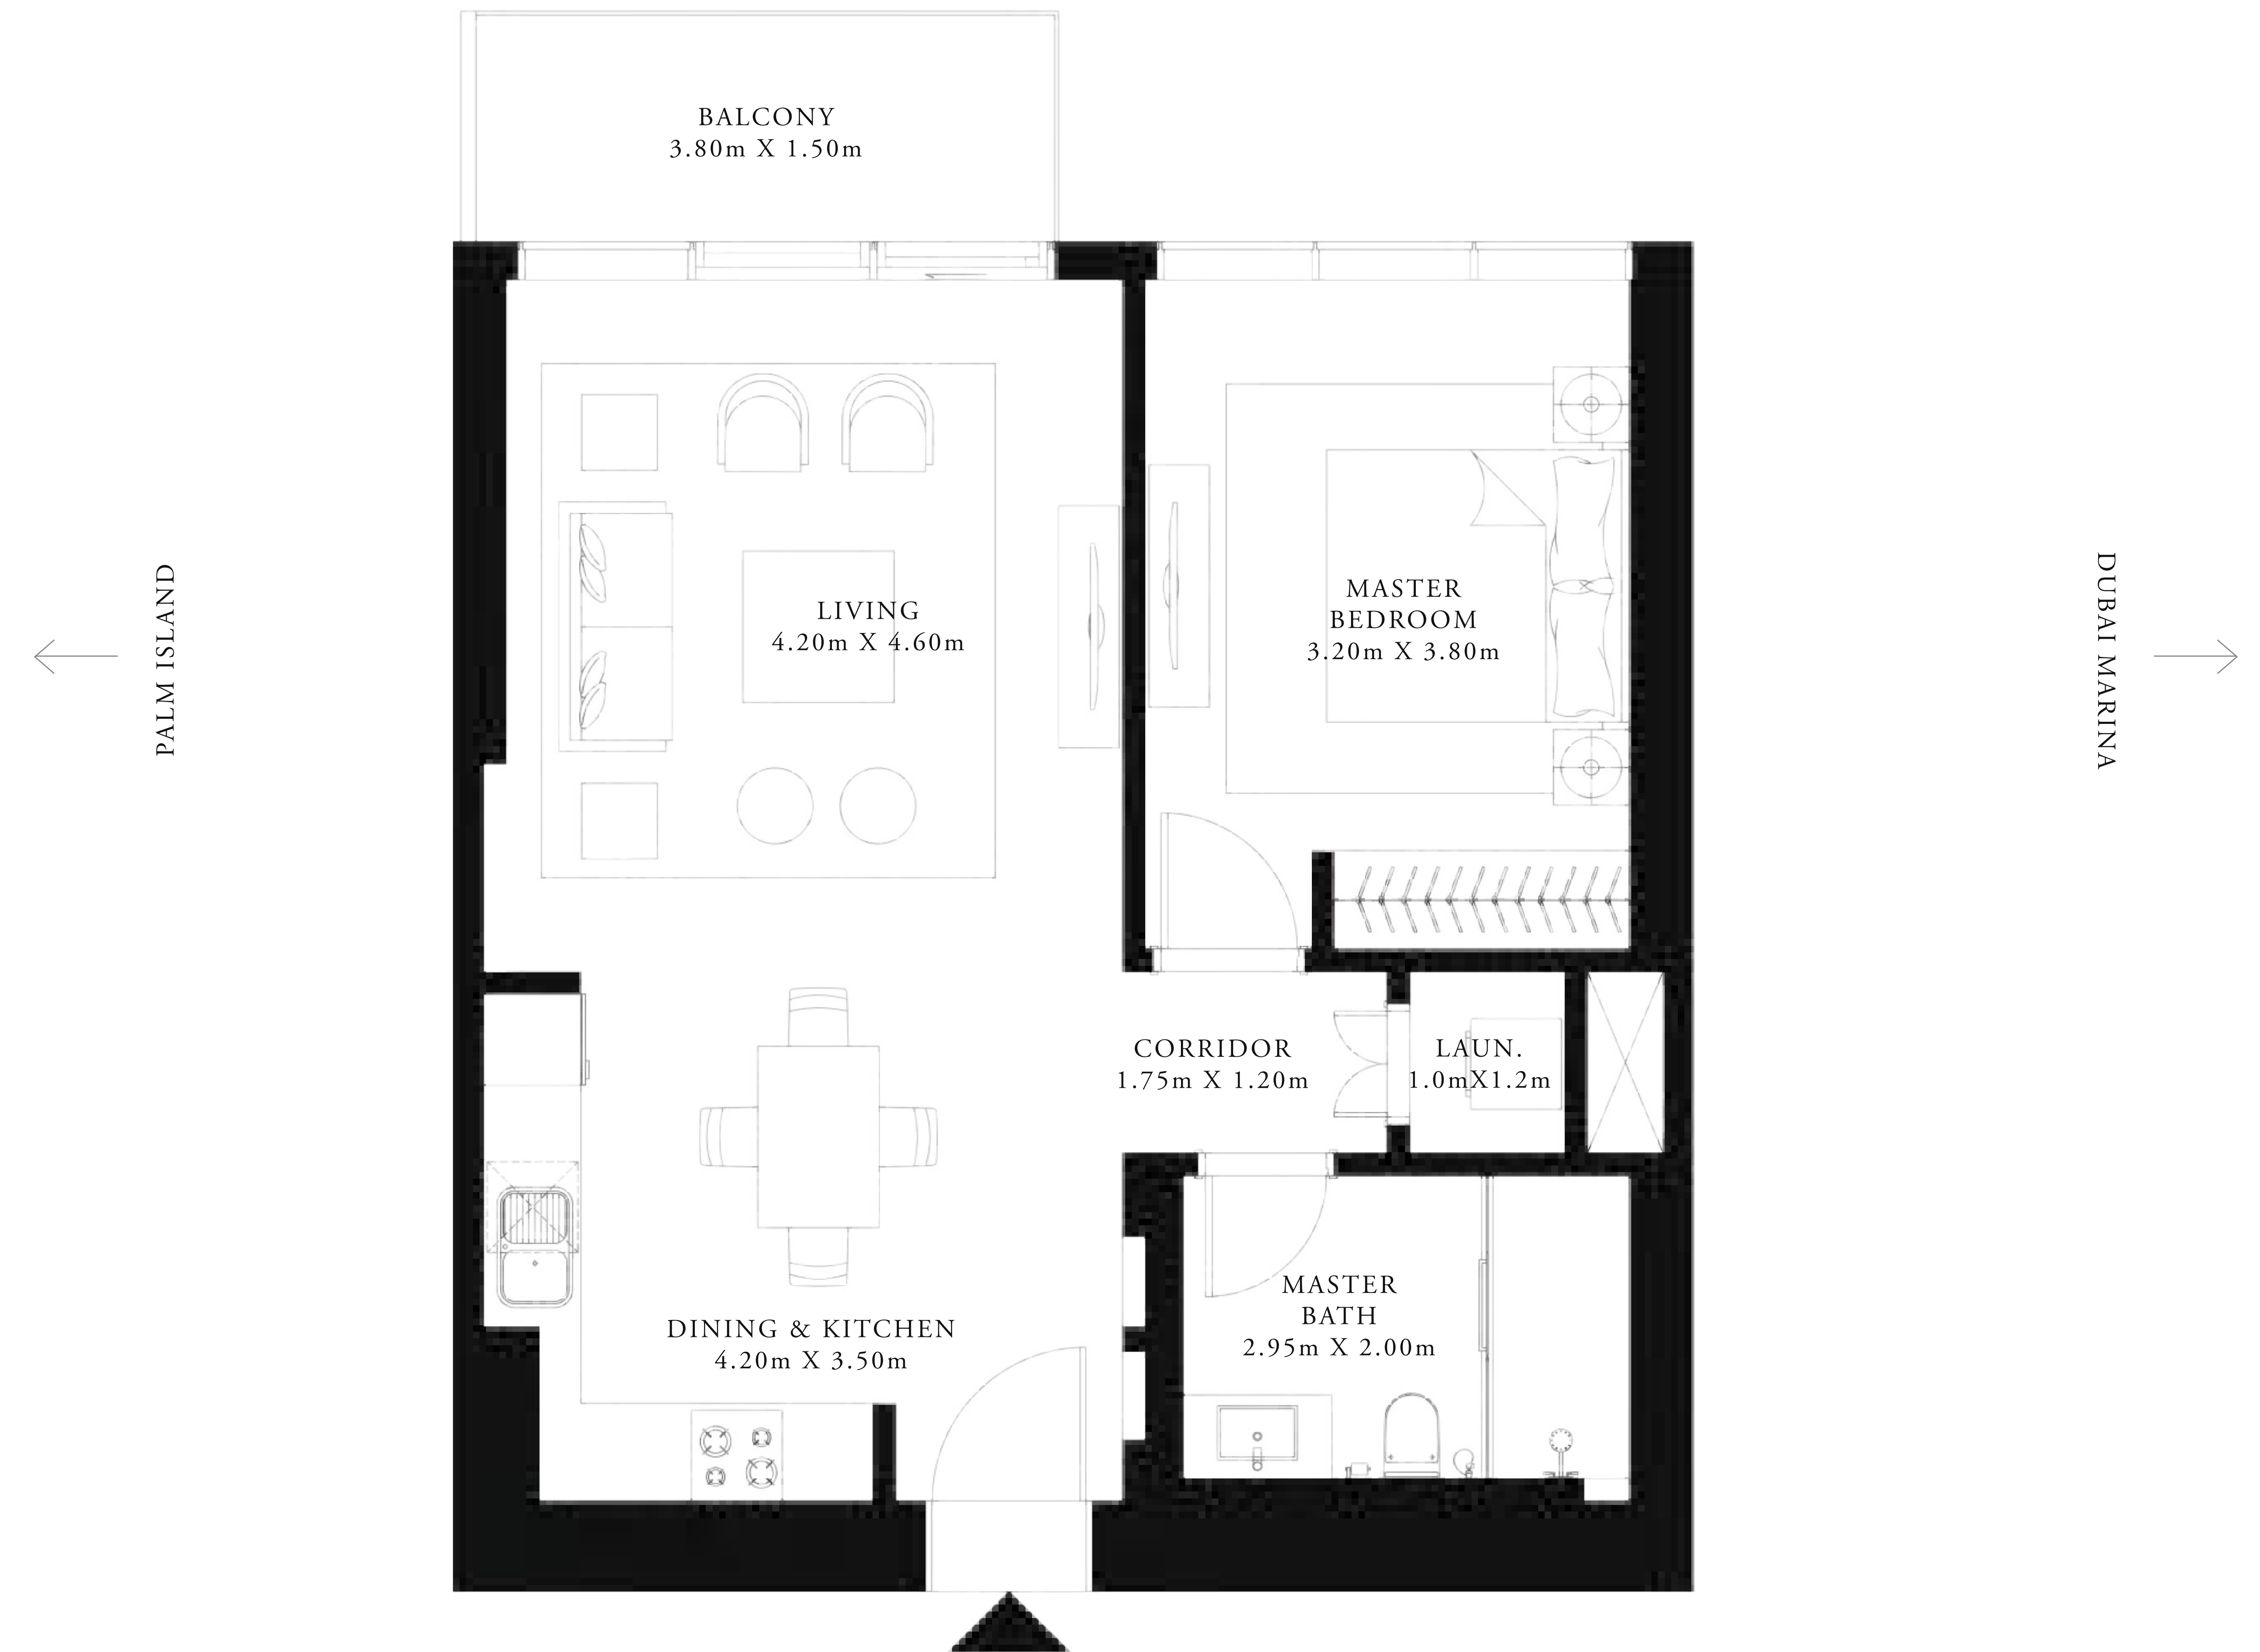 BALCONY
3.80m X 1.50m
PALM ISLAND
LIVING
4.20m X 4.60m
MASTER
BEDROOM
3.20m X 3.80m
DUBAI MARINA
CORRIDOR
1.75m X 1.20m
LAUN.
1.0mX1.2m
DINING & KITCHEN
4.20m X 3.50m
MASTER
BATH
2.95m X 2.00m